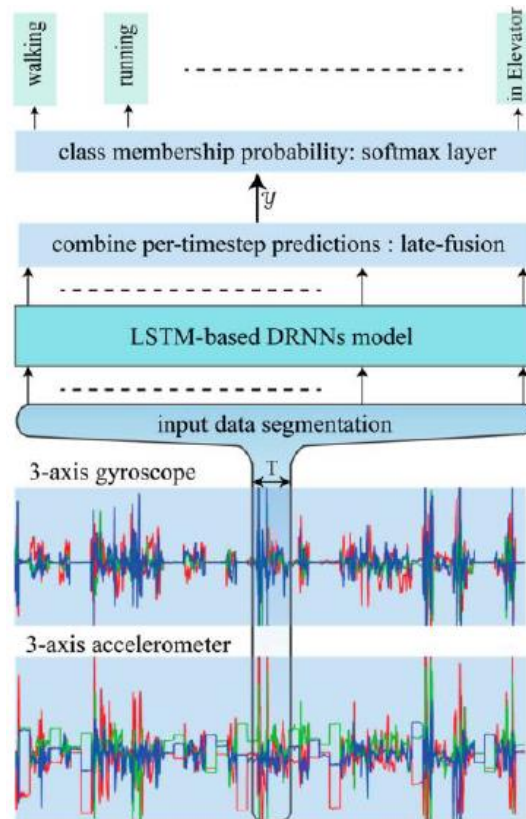 walking
running
in Elevator
class membership probability: softmax layer
y
combine per-timestep predictions : late-fusion
LSTM-based DRNNs model
input data segmentation
T
3-axis gyroscope
3-axis accelerometer